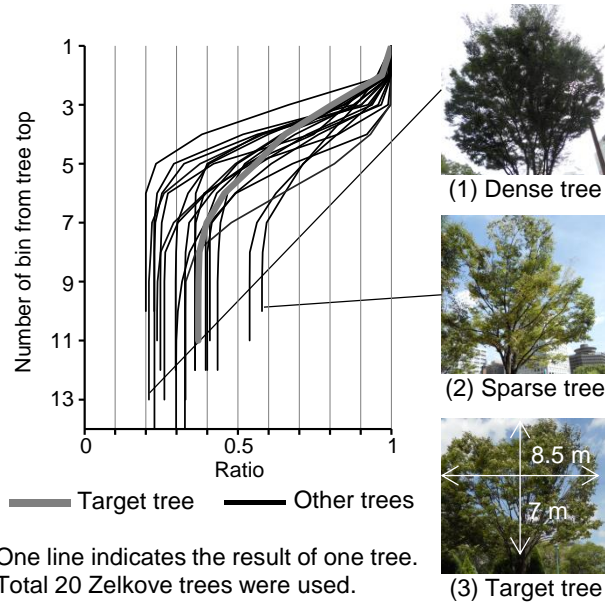 1
3
5
7
9
11
13
Number of bin from tree top
0
0.5
1
Ratio
Target tree
Other trees
One line indicates the result of one tree.
Total 20 Zelkove trees were used.
(1) Dense tree
(2) Sparse tree
8.5 m
7 m
(3) Target tree